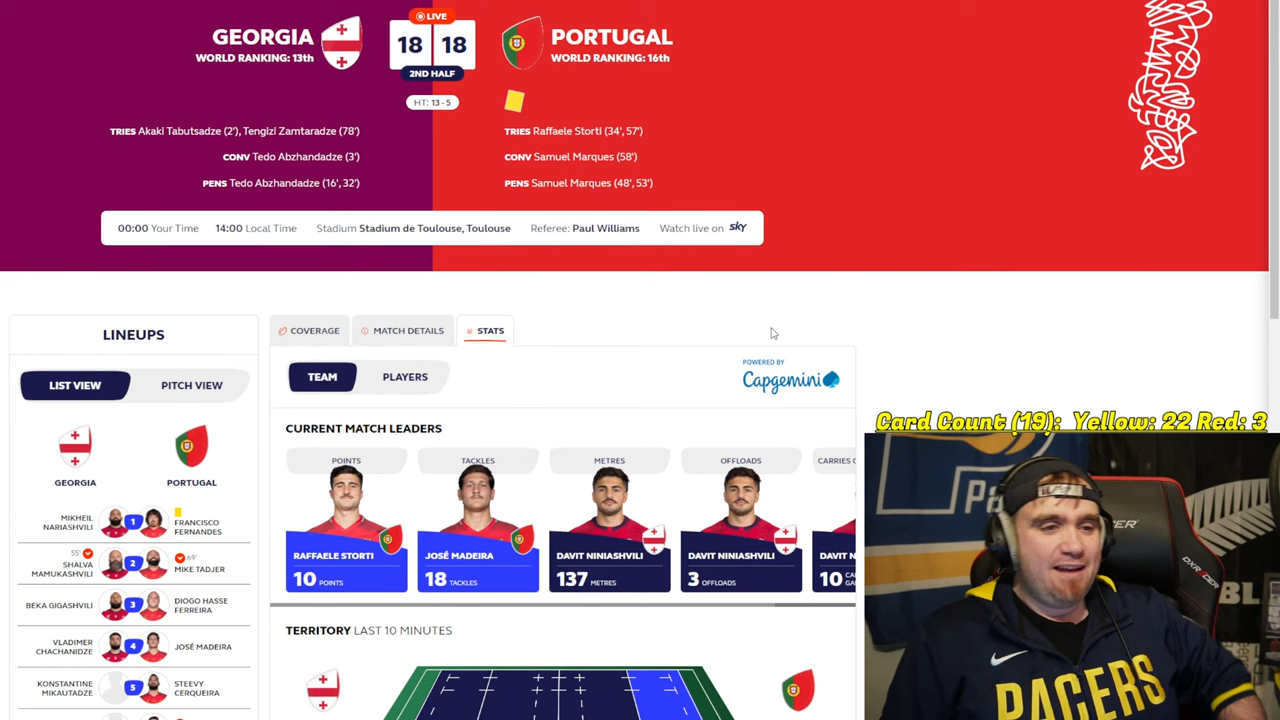 LIVE
GEORGIA
18 18
PORTUGAL
WORLD RANKING: 13th
WORLD RANKING: 16th
2ND HALF
HT: 13 - 5
TRIES Akaki Tabutsadze (2'), Tengizi Zamtaradze (78')
TRIES Raffaele Storti (34', 57')
CONV Tedo Abzhandadze (3')
CONV Samuel Marques (58')
PENS Tedo Abzhandadze (16', 32')
PENS Samuel Marques (48', 53')
00:00 Your Time 14:00 Local Time Stadium Stadium de Toulouse, Toulouse Referee: Paul Williams Watch live on sky
LINEUPS
COVERAGE MATCH DETAILS STATS
LIST VIEW PITCH VIEW
TEAM PLAYERS
POWERED BY
Capgemini
CURRENT MATCH LEADERS
GEORGIA PORTUGAL
POINTS TACKLES METRES OFFLOADS CARRIES
RAFFAELE STORTI JOSÉ MADEIRA DAVIT NINIASHVILI DAVIT NINIASHVILI DAVIT N
10 POINTS 18 TACKLES 137 METRES 3 OFFLOADS 10
MIKHEIL NARIASHVILI 1 FRANCISCO FERNANDES
55' SHALVA MAMUKASHVILI 2 69' MIKE TADJER
BEKA GIGASHVILI 3 DIOGO HASSE FERREIRA
VLADIMER CHACHANIDZE 4 JOSÉ MADEIRA
KONSTANTINE MIKAUTADZE 5 STEEVY CERQUEIRA
TERRITORY LAST 10 MINUTES
Card Count (19): Yellow: 22 Red: 3
Pa
DXRACER
PACERS